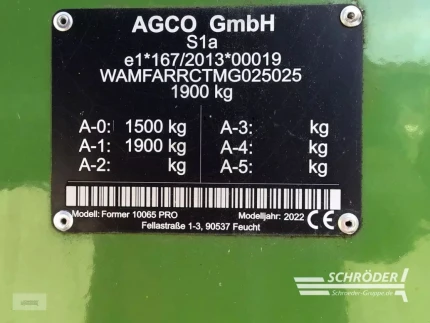 AGCO GmbH
S1a
e1*167/2013*00019
WAMFARRCTMG025025
1900 kg
A-0: 1500 kg A-3: kg
A-1: 1900 kg A-4: kg
A-2: kg A-5: kg
Modell: Former 10065 PRO Modelljahr: 2022 CE
Fellastraße 1-3, 90537 Feucht
SCHRÖDER
Schroeder-Gruppe.de